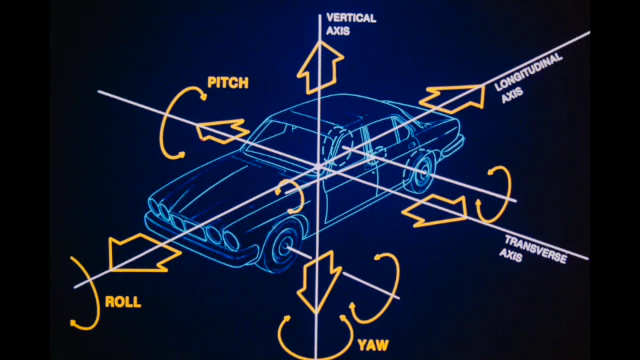 VERTICAL
AXIS
PITCH
LONGITUDINAL
AXIS
TRANSVERSE
AXIS
ROLL
YAW